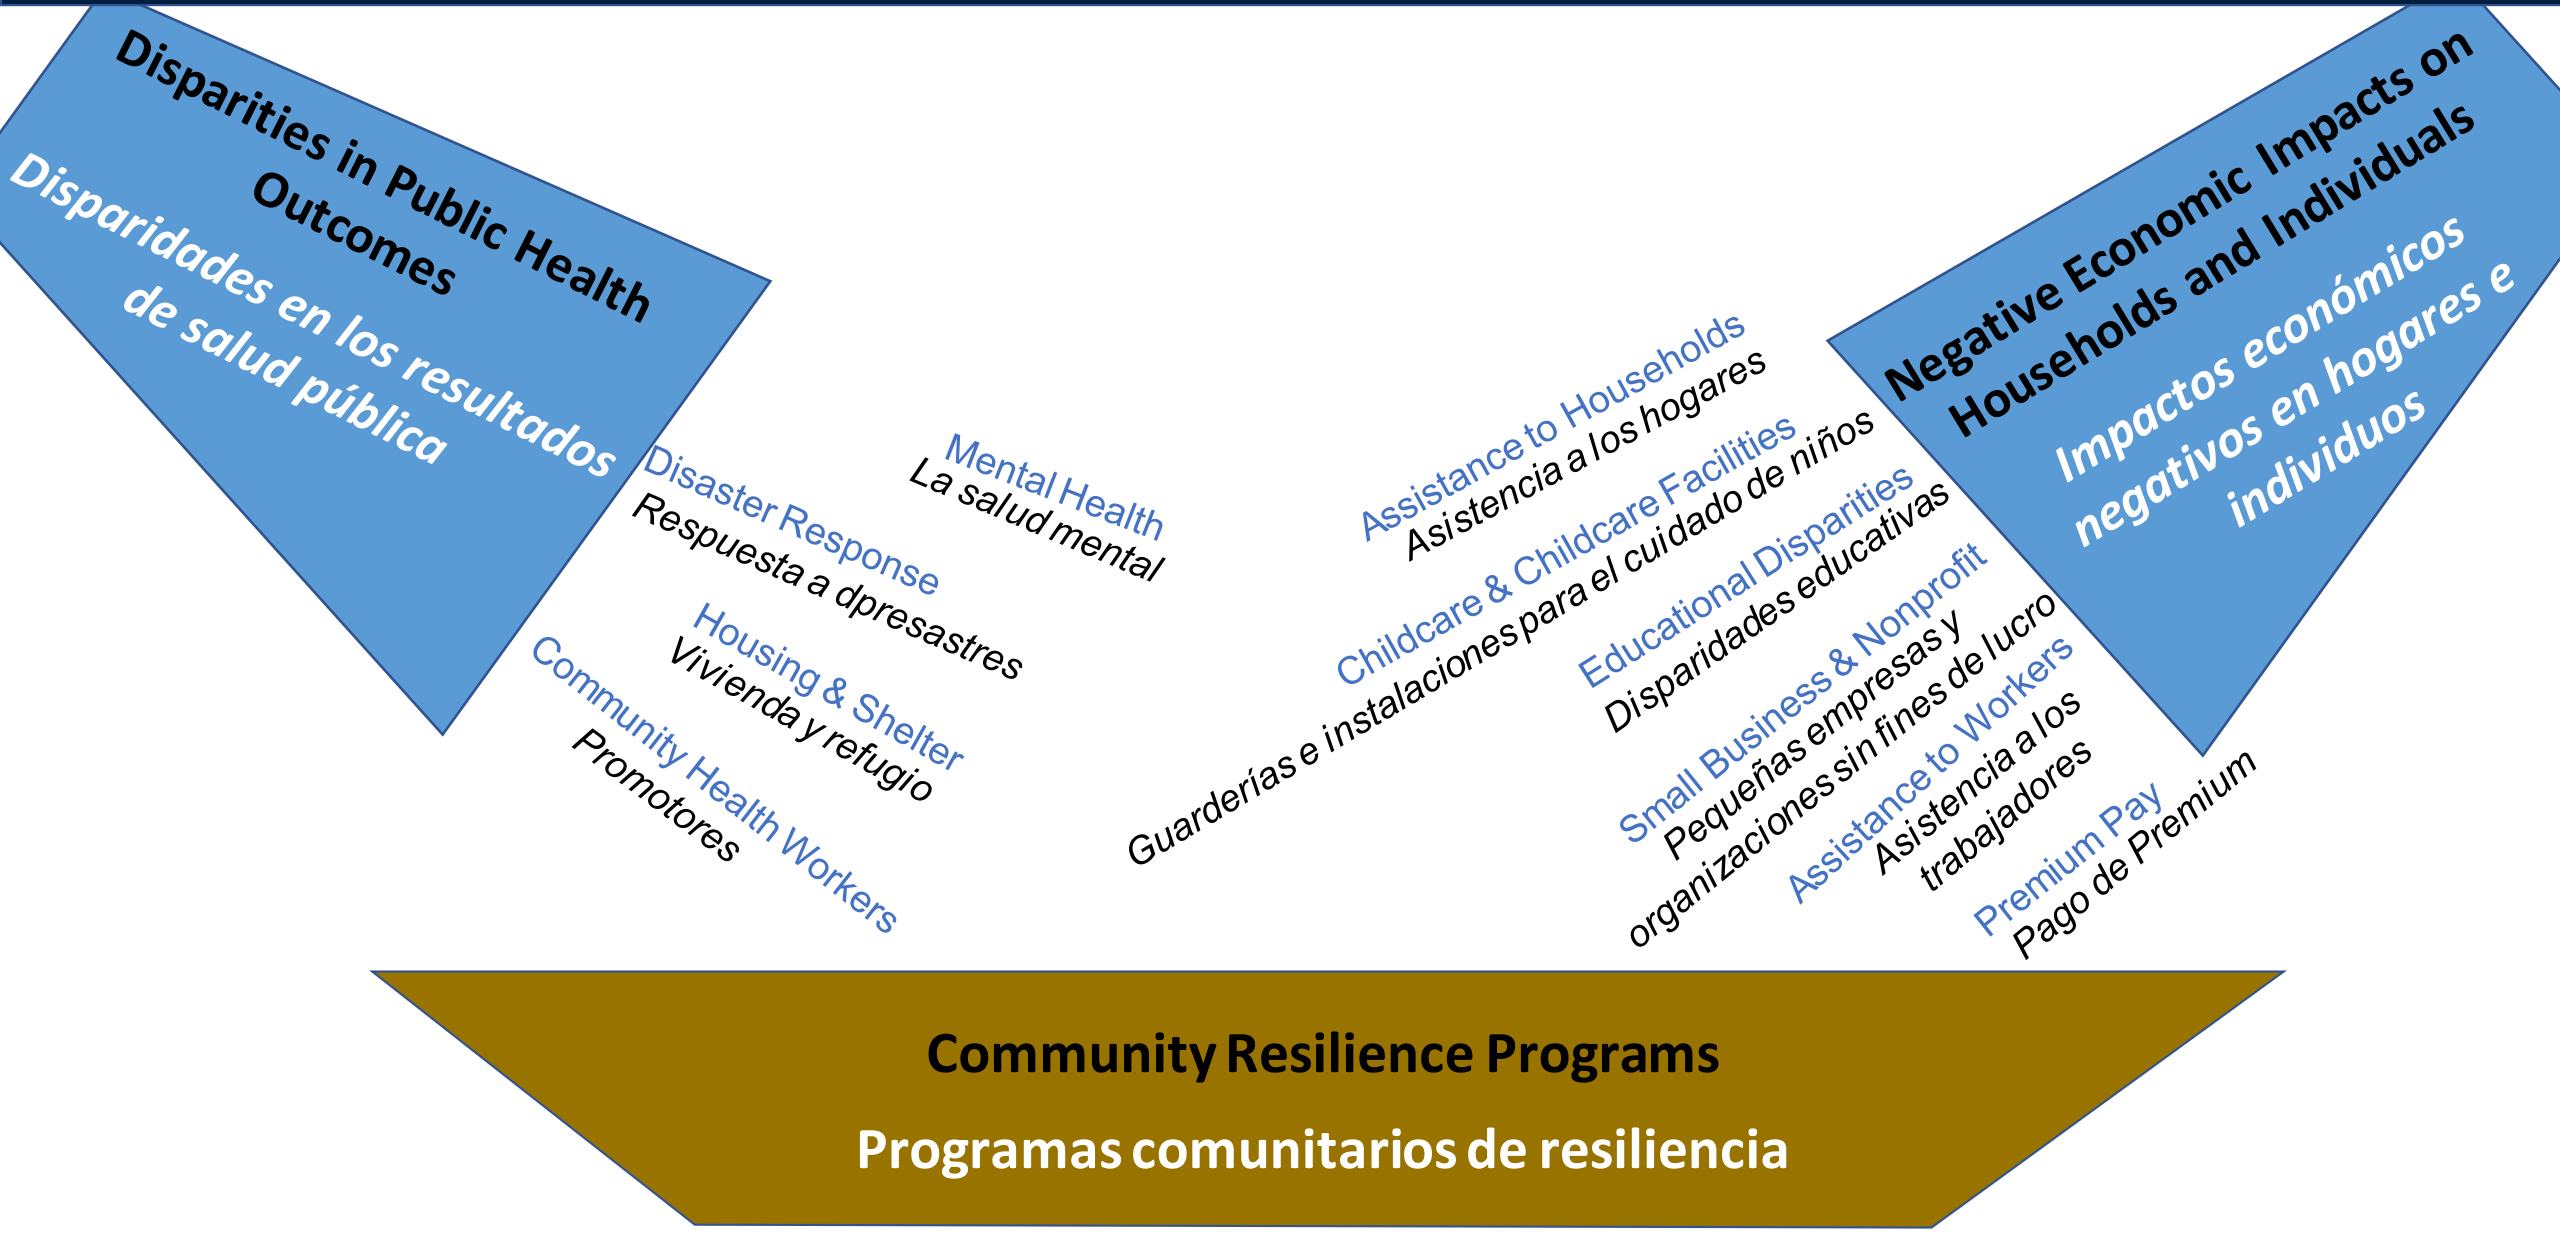 Disparities in Public Health
Outcomes
Disparidades en los resultados
de salud pública
Negative Economic Impacts on
Households and Individuals
Impactos económicos
negativos en hogares e
individuos
Mental Health
La salud mental
Disaster Response
Respuesta a dpresastres
Housing & Shelter
Vivienda y refugio
Community Health Workers
Promotores
Assistance to Households
Asistencia a los hogares
Childcare & Childcare Facilities
Guarderías e instalaciones para el cuidado de niños
Educational Disparities
Disparidades educativas
Small Business & Nonprofit
Pequeñas empresas y
organizaciones sin fines de lucro
Assistance to Workers
Asistencia a los
trabajadores
Premium Pay
Pago de Premium
Community Resilience Programs
Programas comunitarios de resiliencia